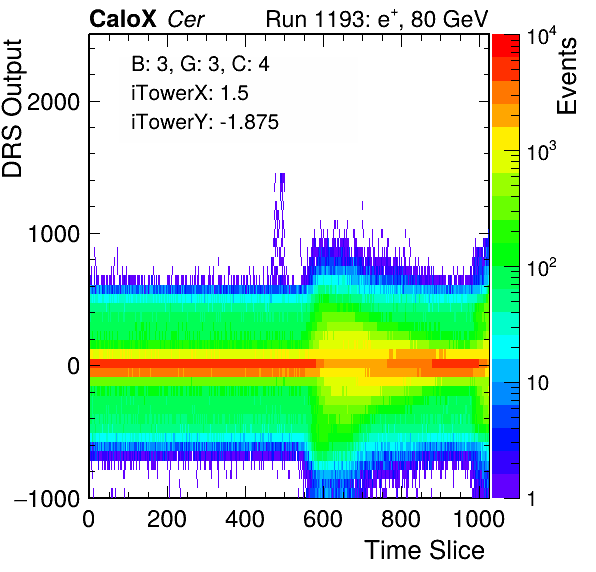 CaloX Cer Run 1193: e⁺, 80 GeV
B: 3, G: 3, C: 4
iTowerX: 1.5
iTowerY: -1.875
DRS Output
2000
1000
0
−1000
0 200 400 600 800 1000
Time Slice
10⁴
10³
10²
10
1
Events